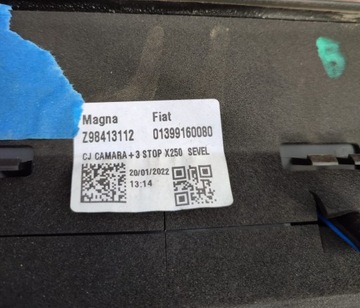 Magna Fiat
Z98413112 01399160080
CJ CAMARA+3 STOP X250 SEVEL
20/01/2022
13:14